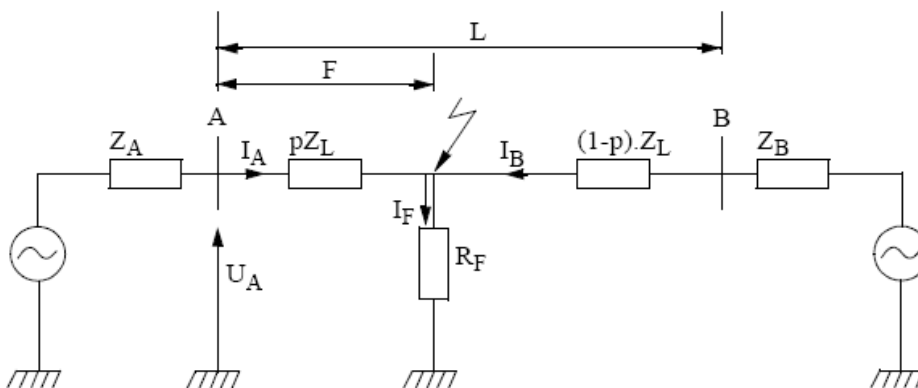 L
F
A
B
Z_A
I_A
pZ_L
I_B
(1-p).Z_L
Z_B
I_F
R_F
U_A